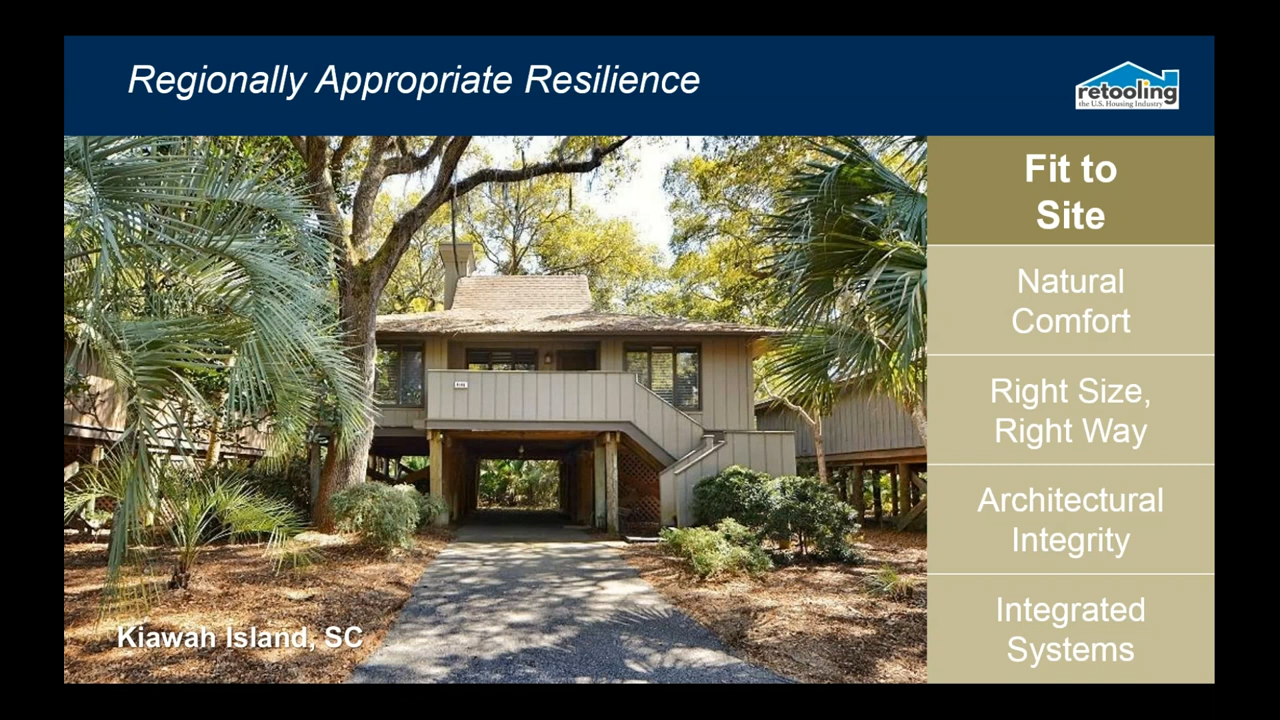 Regionally Appropriate Resilience
retooling
the U.S. Housing Industry
Fit to
Site
Natural
Comfort
Right Size,
Right Way
Architectural
Integrity
Integrated
Systems
Kiawah Island, SC